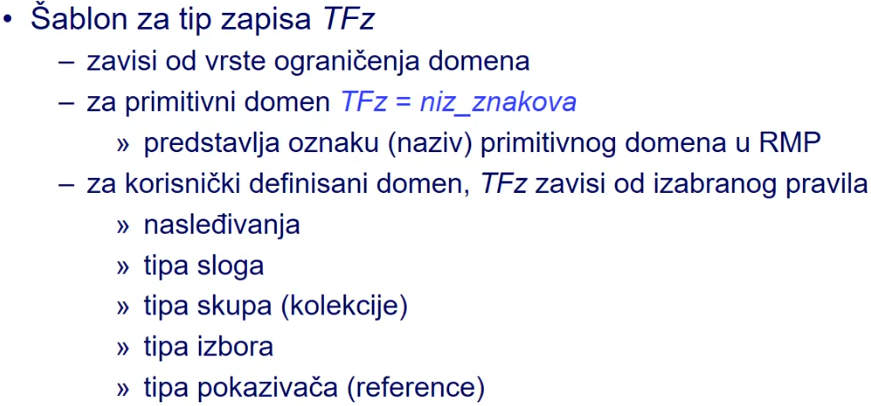 • Šablon za tip zapisa TFz
– zavisi od vrste ograničenja domena
– za primitivni domen TFz = niz_znakova
» predstavlja oznaku (naziv) primitivnog domena u RMP
– za korisnički definisani domen, TFz zavisi od izabranog pravila
» nasleđivanja
» tipa sloga
» tipa skupa (kolekcije)
» tipa izbora
» tipa pokazivača (reference)